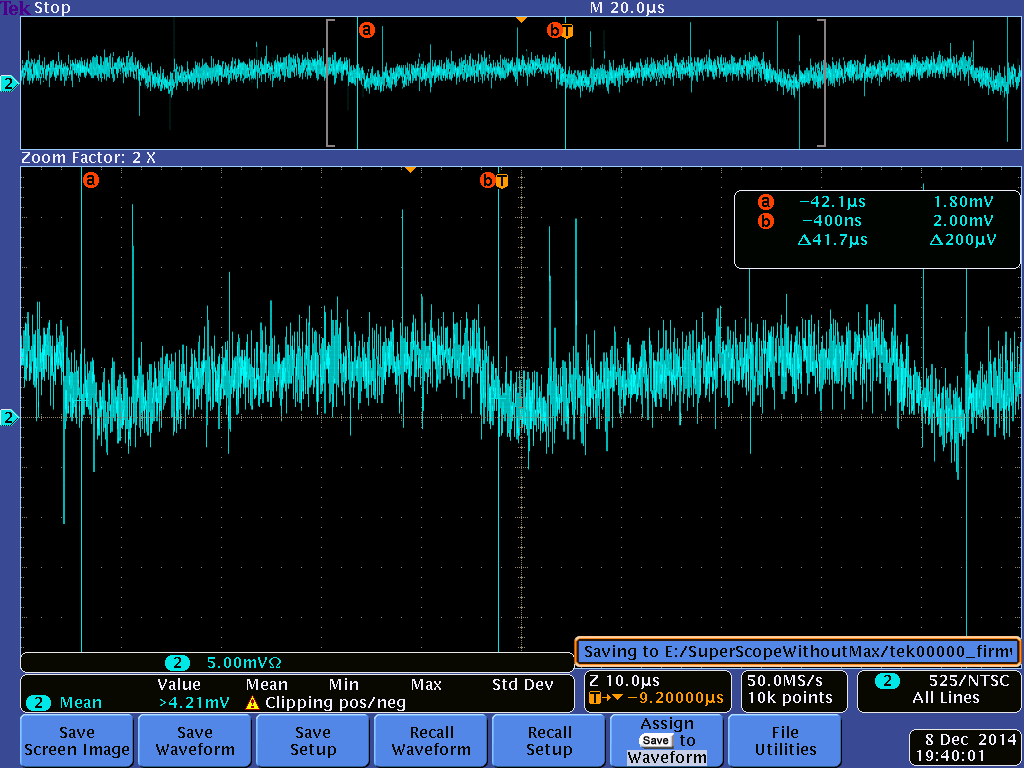 Tek Stop M 20.0µs
a b T
2
Zoom Factor: 2 X
a b T
a −42.1µs 1.80mV
b −400ns 2.00mV
Δ41.7µs Δ200µV
2
Saving to E:/SuperScopeWithoutMax/tek00000_firm
2 5.00mVΩ
Value Mean Min Max Std Dev
2 Mean >4.21mV Clipping pos/neg
Z 10.0µs
T→▼−9.20000µs
50.0MS/s
10k points
2 525/NTSC
All Lines
Save
Screen Image
Save
Waveform
Save
Setup
Recall
Waveform
Recall
Setup
Assign
Save to
Waveform
File
Utilities
8 Dec 2014
19:40:01